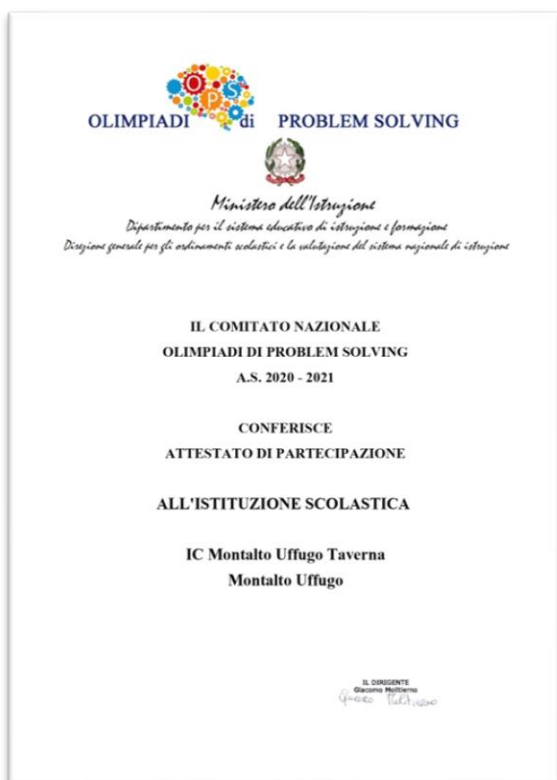 OPS
OLIMPIADI di PROBLEM SOLVING
Ministero dell'Istruzione
Dipartimento per il sistema educativo di istruzione e formazione
Direzione generale per gli ordinamenti scolastici e la valutazione del sistema nazionale di istruzione
IL COMITATO NAZIONALE
OLIMPIADI DI PROBLEM SOLVING
A.S. 2020 - 2021
CONFERISCE
ATTESTATO DI PARTECIPAZIONE
ALL'ISTITUZIONE SCOLASTICA
IC Montalto Uffugo Taverna
Montalto Uffugo
IL DIRIGENTE
Giacomo Molitierno